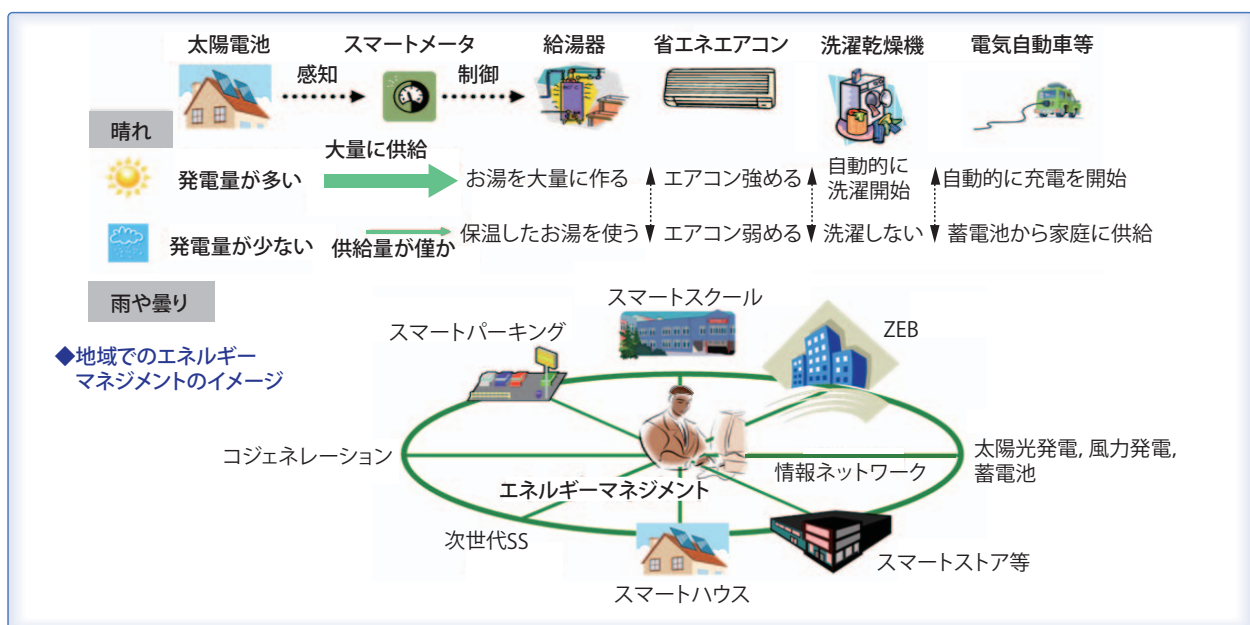 太陽電池
スマートメータ
給湯器
省エネエアコン
洗濯乾燥機
電気自動車等
感知
制御
晴れ
大量に供給
発電量が多い
お湯を大量に作る
エアコン強める
自動的に
洗濯開始
自動的に充電を開始
発電量が少ない
供給量が僅か
保温したお湯を使う
エアコン弱める
洗濯しない
蓄電池から家庭に供給
雨や曇り
◆地域でのエネルギー
マネジメントのイメージ
スマートスクール
スマートパーキング
ZEB
コジェネレーション
太陽光発電, 風力発電,
蓄電池
情報ネットワーク
エネルギーマネジメント
次世代SS
スマートハウス
スマートストア等